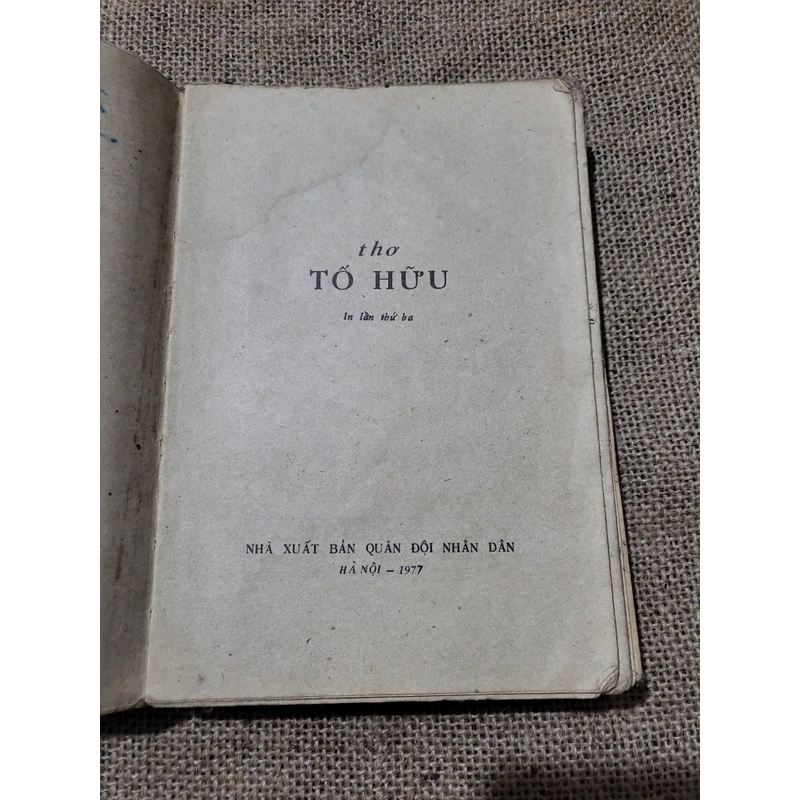 thơ
TỐ HỮU
In lần thứ ba
NHÀ XUẤT BẢN QUÂN ĐỘI NHÂN DÂN
HÀ NỘI – 1977